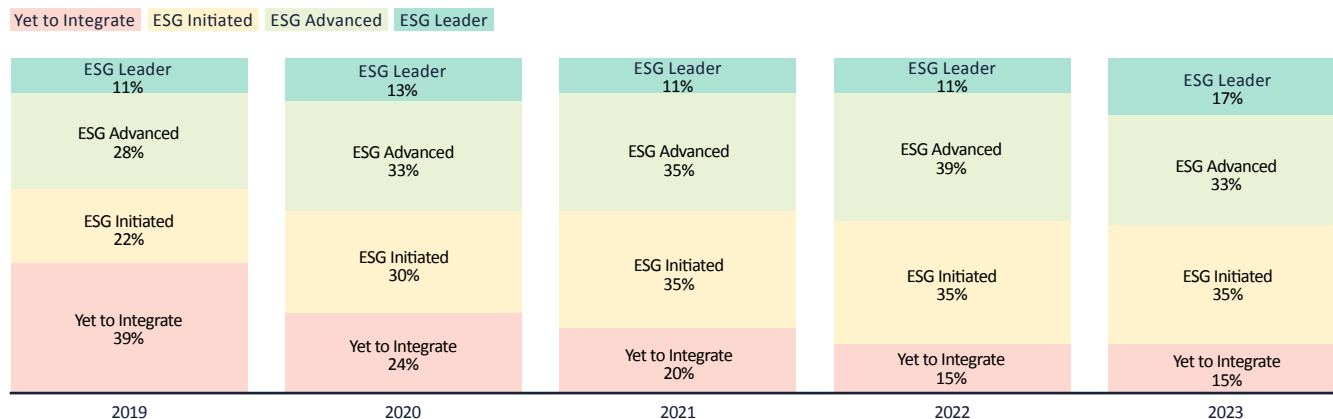 Yet to Integrate ESG Initiated ESG Advanced ESG Leader
ESG Leader
11%
ESG Advanced
28%
ESG Initiated
22%
Yet to Integrate
39%
ESG Leader
13%
ESG Advanced
33%
ESG Initiated
30%
Yet to Integrate
24%
ESG Leader
11%
ESG Advanced
35%
ESG Initiated
35%
Yet to Integrate
20%
ESG Leader
11%
ESG Advanced
39%
ESG Initiated
35%
Yet to Integrate
15%
ESG Leader
17%
ESG Advanced
33%
ESG Initiated
35%
Yet to Integrate
15%
2019 2020 2021 2022 2023